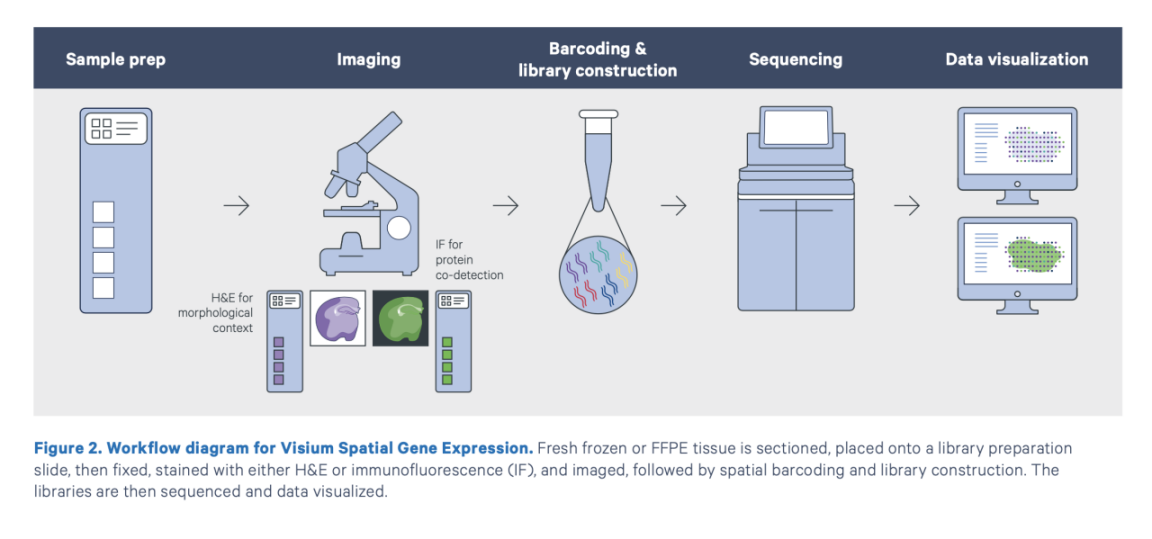 Sample prep
Imaging
Barcoding &
library construction
Sequencing
Data visualization
H&E for
morphological
context
IF for
protein
co-detection
Figure 2. Workflow diagram for Visium Spatial Gene Expression. Fresh frozen or FFPE tissue is sectioned, placed onto a library preparation
slide, then fixed, stained with either H&E or immunofluorescence (IF), and imaged, followed by spatial barcoding and library construction. The
libraries are then sequenced and data visualized.